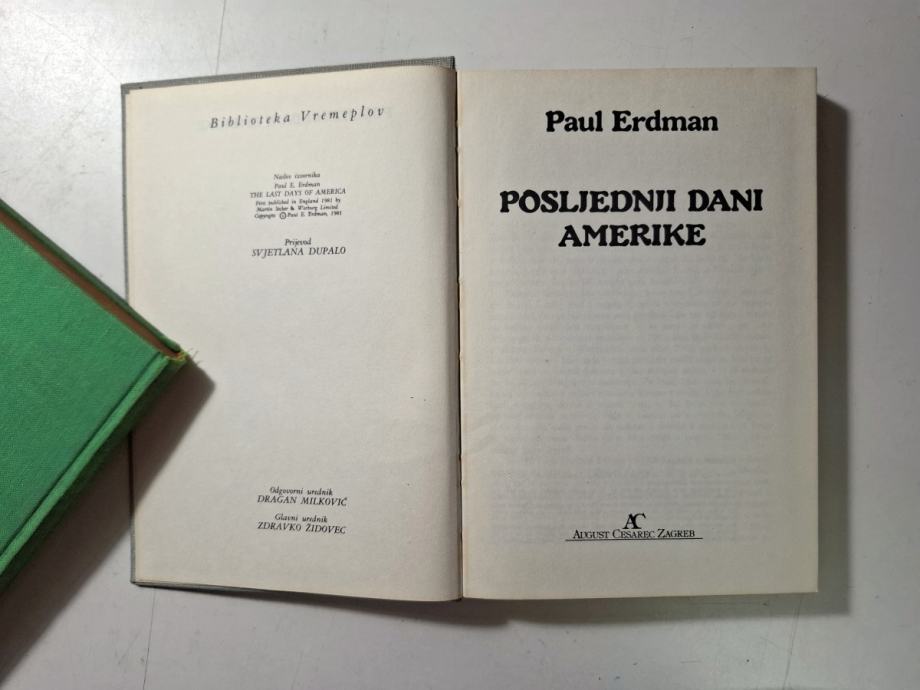 Biblioteka Vremeplov
Naslov izvornika
Paul E. Erdman
THE LAST DAYS OF AMERICA
First published in England 1981 by
Martin Secker & Warburg Limited
Copyright © Paul E. Erdman, 1981
Prijevod
SVJETLANA DUPALO
Odgovorni urednik
DRAGAN MILKOVIĆ
Glavni urednik
ZDRAVKO ŽIDOVEC
Paul Erdman
POSLJEDNJI DANI
AMERIKE
AC
AUGUST CESAREC ZAGREB